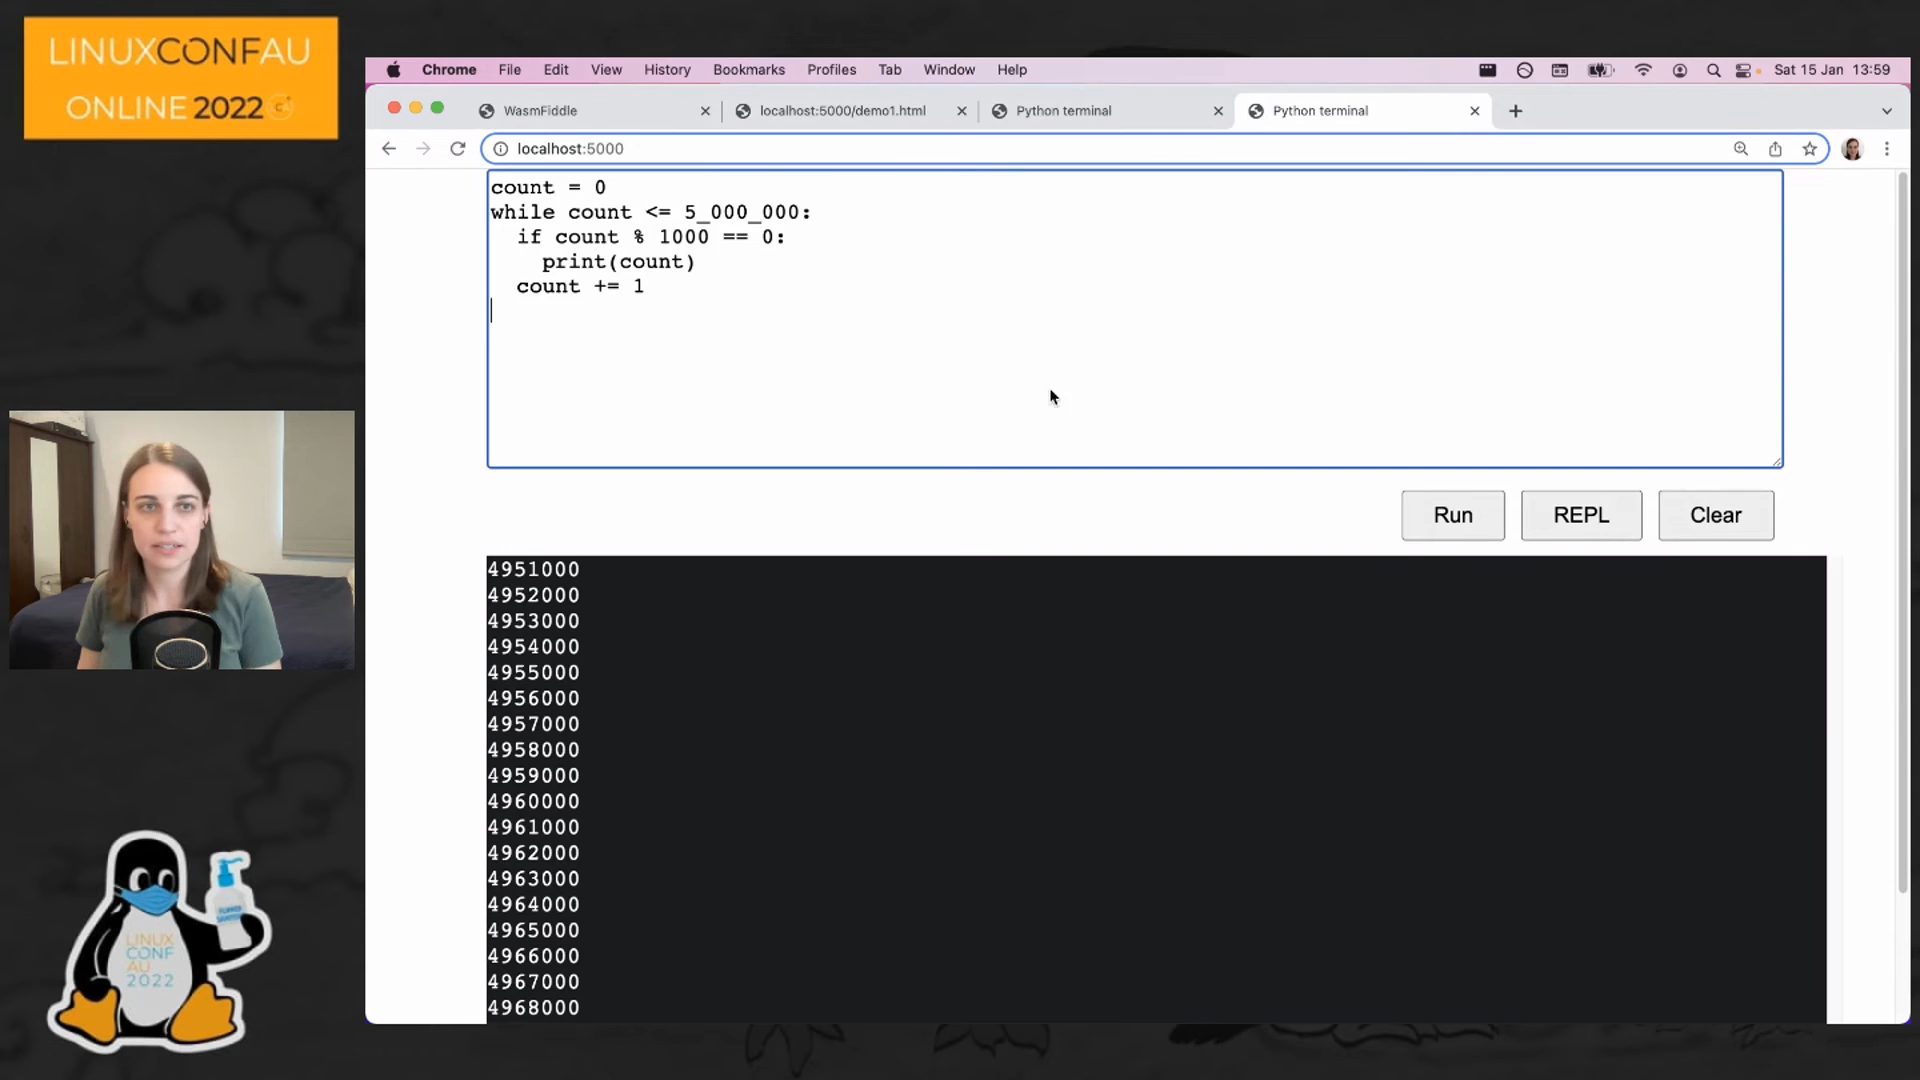 LINUXCONFAU
ONLINE 2022
Chrome File Edit View History Bookmarks Profiles Tab Window Help Sat 15 Jan 13:59
WasmFiddle localhost:5000/demo1.html Python terminal Python terminal
localhost:5000
count = 0
while count <= 5_000_000:
  if count % 1000 == 0:
    print(count)
  count += 1
Run REPL Clear
4951000
4952000
4953000
4954000
4955000
4956000
4957000
4958000
4959000
4960000
4961000
4962000
4963000
4964000
4965000
4966000
4967000
4968000
LINUX
CONF
AU
2022